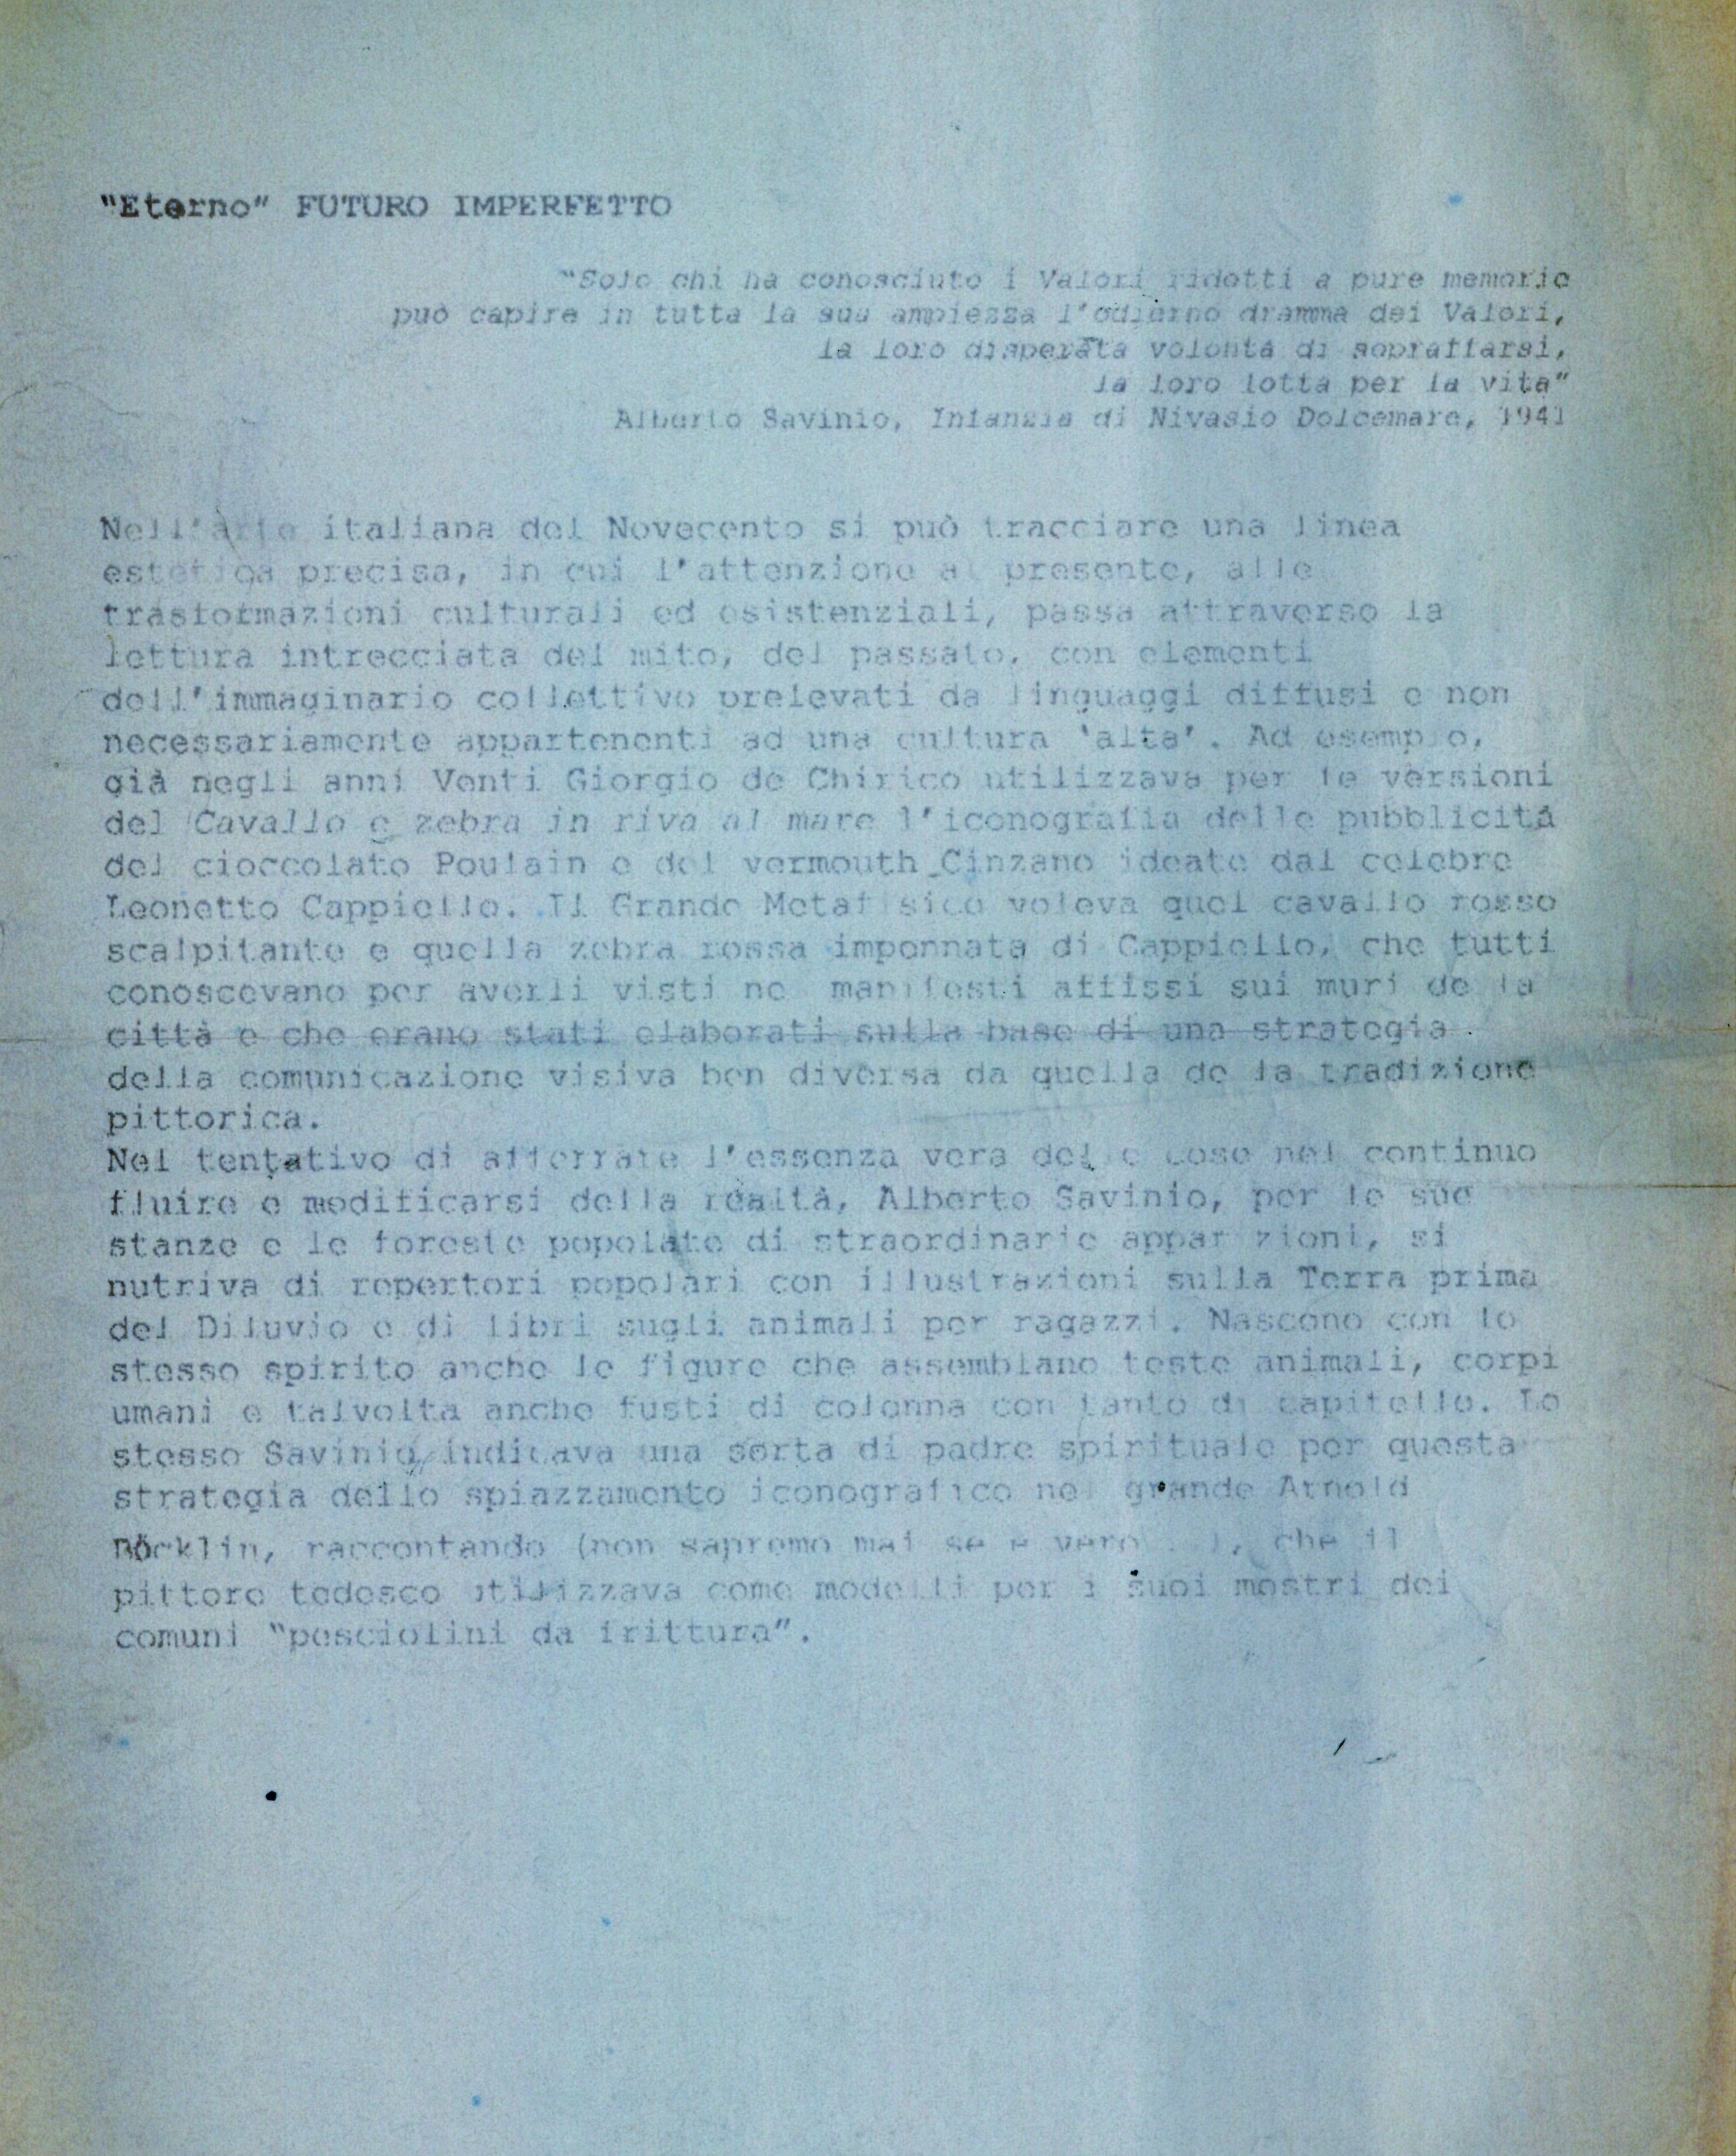 "Eterno" FUTURO IMPERFETTO
"Solo chi ha conosciuto i Valori ridotti a pure memorie
può capire in tutta la sua ampiezza l'odierno dramma dei Valori,
la loro disperata volontà di sopraffarsi,
la loro lotta per la vita"
Alberto Savinio, Infanzia di Nivasio Dolcemare, 1941
Nell'arte italiana del Novecento si può tracciare una linea
estetica precisa, in cui l'attenzione al presente, alle
trasformazioni culturali ed esistenziali, passa attraverso la
lettura intrecciata del mito, del passato, con elementi
dell'immaginario collettivo prelevati da linguaggi diffusi e non
necessariamente appartenenti ad una cultura 'alta'. Ad esempio,
già negli anni Venti Giorgio de Chirico utilizzava per le versioni
del Cavallo e zebra in riva al mare l'iconografia delle pubblicità
del cioccolato Poulain e del vermouth Cinzano ideate dal celebre
Leonetto Cappiello. Il Grande Metafisico voleva quel cavallo rosso
scalpitante e quella zebra rossa impennata di Cappiello, che tutti
conoscevano per averli visti nei manifesti affissi sui muri della
città e che erano stati elaborati sulla base di una strategia
della comunicazione visiva ben diversa da quella della tradizione
pittorica.
Nel tentativo di afferrare l'essenza vera delle cose nel continuo
fluire e modificarsi della realtà, Alberto Savinio, per le sue
stanze e le foreste popolate di straordinarie apparizioni, si
nutriva di repertori popolari con illustrazioni sulla Terra prima
del Diluvio e di libri sugli animali per ragazzi. Nascono con lo
stesso spirito anche le figure che assemblano teste animali, corpi
umani e talvolta anche fusti di colonna con tanto di capitello. Lo
stesso Savinio indicava una sorta di padre spirituale per questa
strategia dello spiazzamento iconografico nel grande Arnold
Böcklin, raccontando (non sapremo mai se è vero...), che il
pittore tedesco utilizzava come modelli per i suoi mostri dei
comuni "pesciolini da frittura".